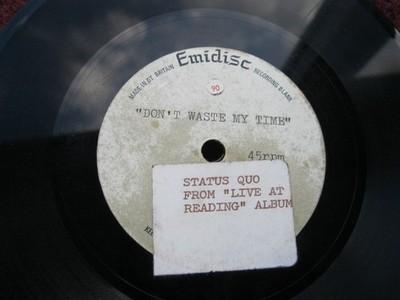 Emidisc
MADE IN GT. BRITAIN
RECORDING BLANK
90
"DON'T WASTE MY TIME"
45rpm
STATUS QUO
FROM "LIVE AT
READING" ALBUM